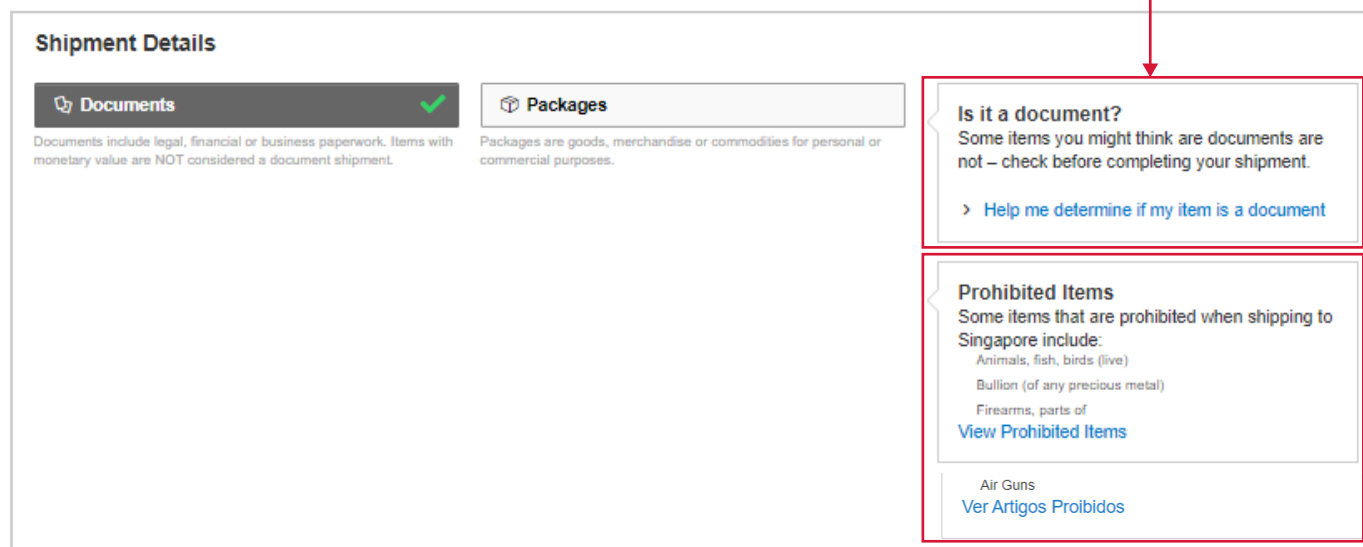 Shipment Details
Documents
Documents include legal, financial or business paperwork. Items with
monetary value are NOT considered a document shipment.
Packages
Packages are goods, merchandise or commodities for personal or
commercial purposes.
Is it a document?
Some items you might think are documents are
not – check before completing your shipment.
Help me determine if my item is a document
Prohibited Items
Some items that are prohibited when shipping to
Singapore include:
Animals, fish, birds (live)
Bullion (of any precious metal)
Firearms, parts of
View Prohibited Items
Air Guns
Ver Artigos Proibidos